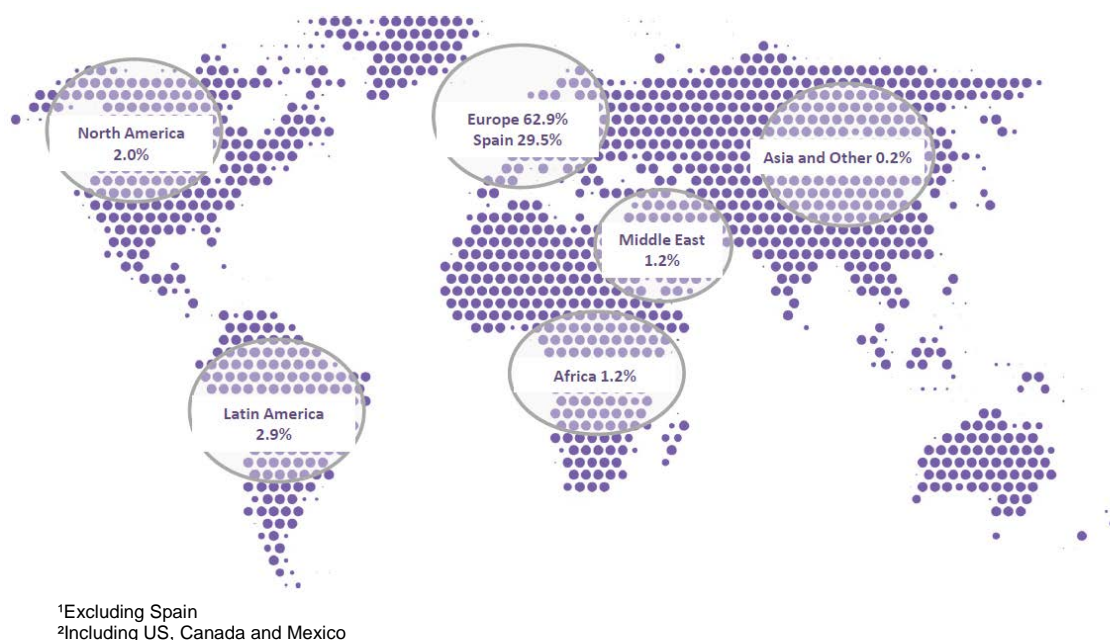 Europe 62.9%
Spain 29.5%
North America
2.0%
Asia and Other 0.2%
Middle East
1.2%
Africa 1.2%
Latin America
2.9%
¹Excluding Spain
²Including US, Canada and Mexico